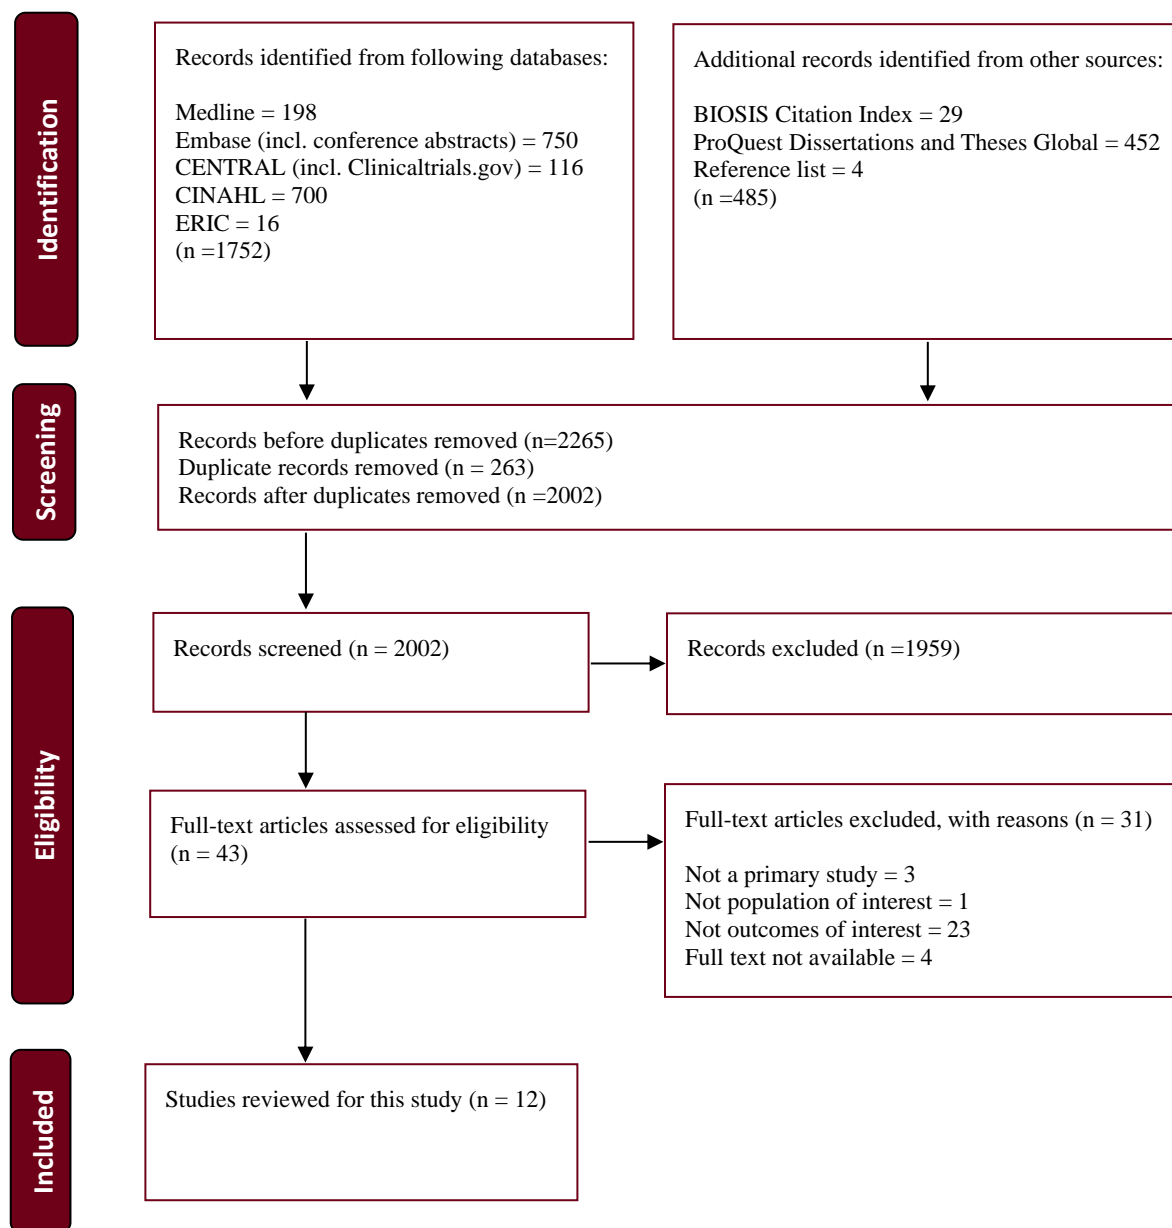 Identification
Records identified from following databases:
Medline = 198
Embase (incl. conference abstracts) = 750
CENTRAL (incl. Clinicaltrials.gov) = 116
CINAHL = 700
ERIC = 16
(n =1752)
Additional records identified from other sources:
BIOSIS Citation Index = 29
ProQuest Dissertations and Theses Global = 452
Reference list = 4
(n =485)
Screening
Records before duplicates removed (n=2265)
Duplicate records removed (n = 263)
Records after duplicates removed (n =2002)
Eligibility
Records screened (n = 2002)
Records excluded (n =1959)
Full-text articles assessed for eligibility
(n = 43)
Full-text articles excluded, with reasons (n = 31)
Not a primary study = 3
Not population of interest = 1
Not outcomes of interest = 23
Full text not available = 4
Included
Studies reviewed for this study (n = 12)